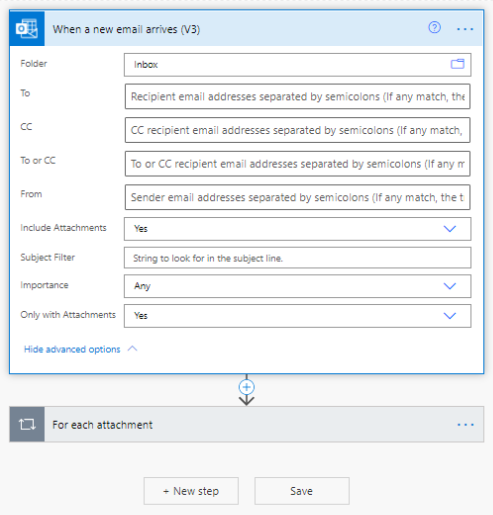 When a new email arrives (V3)
Folder
Inbox
To
Recipient email addresses separated by semicolons (If any match, the
CC
CC recipient email addresses separated by semicolons (If any match,
To or CC
To or CC recipient email addresses separated by semicolons (If any m
From
Sender email addresses separated by semicolons (If any match, the t
Include Attachments
Yes
Subject Filter
String to look for in the subject line.
Importance
Any
Only with Attachments
Yes
Hide advanced options
For each attachment
+ New step
Save